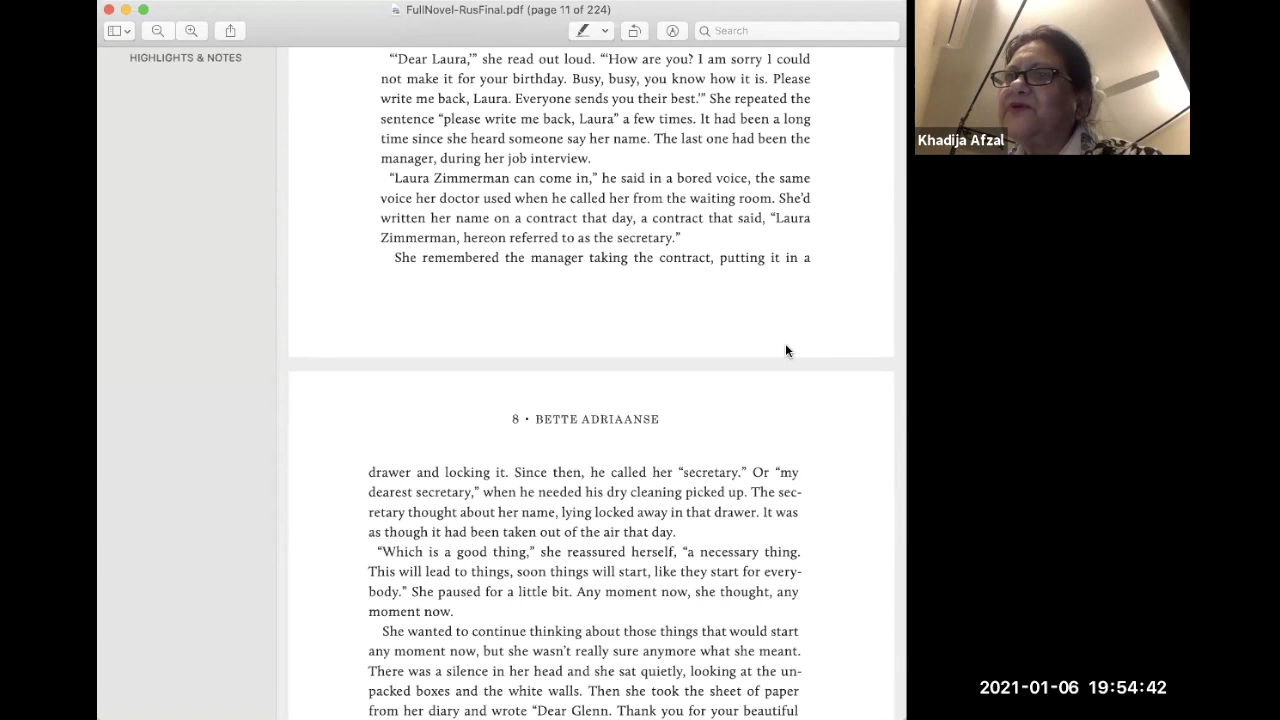 FullNovel-RusFinal.pdf (page 11 of 224)
Search
HIGHLIGHTS & NOTES
“‘Dear Laura,’” she read out loud. “‘How are you? I am sorry I could
not make it for your birthday. Busy, busy, you know how it is. Please
write me back, Laura. Everyone sends you their best.’” She repeated the
sentence “please write me back, Laura” a few times. It had been a long
time since she heard someone say her name. The last one had been the
manager, during her job interview.
“Laura Zimmerman can come in,” he said in a bored voice, the same
voice her doctor used when he called her from the waiting room. She’d
written her name on a contract that day, a contract that said, “Laura
Zimmerman, hereon referred to as the secretary.”
She remembered the manager taking the contract, putting it in a
8 • BETTE ADRIAANSE
drawer and locking it. Since then, he called her “secretary.” Or “my
dearest secretary,” when he needed his dry cleaning picked up. The sec-
retary thought about her name, lying locked away in that drawer. It was
as though it had been taken out of the air that day.
“Which is a good thing,” she reassured herself, “a necessary thing.
This will lead to things, soon things will start, like they start for every-
body.” She paused for a little bit. Any moment now, she thought, any
moment now.
She wanted to continue thinking about those things that would start
any moment now, but she wasn’t really sure anymore what she meant.
There was a silence in her head and she sat quietly, looking at the un-
packed boxes and the white walls. Then she took the sheet of paper
from her diary and wrote “Dear Glenn. Thank you for your beautiful
Khadija Afzal
2021-01-06 19:54:42